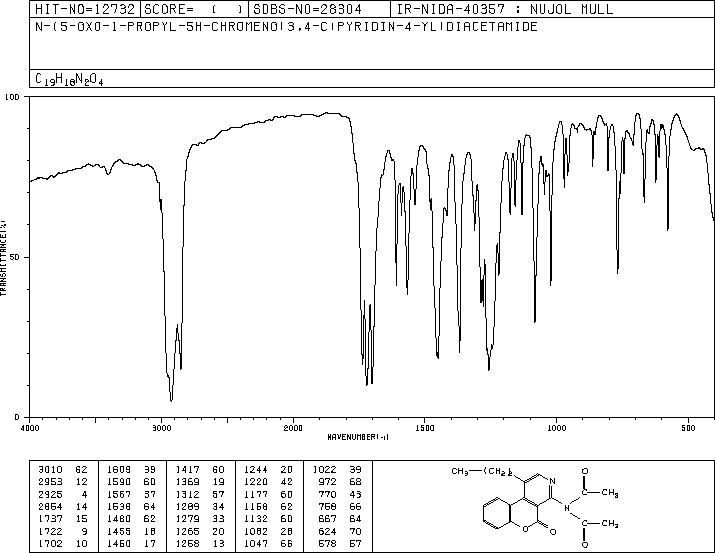 HIT-NO=12732 SCORE= ( ) SDBS-NO=28304 IR-NIDA-40357 : NUJOL MULL
N-(5-OXO-1-PROPYL-5H-CHROMENO(3,4-C)PYRIDIN-4-YL)DIACETAMIDE
C19H18N2O4
100
50
0
TRANSMITTANCE(%)
4000 3000 2000 1500 1000 500
WAVENUMBER(-1)
3010 62 1609 39 1417 60 1244 20 1022 39
2953 12 1590 60 1369 19 1220 42 972 68
2925 4 1567 37 1312 57 1177 60 770 43
2854 14 1538 64 1289 34 1158 62 758 66
1737 15 1480 62 1279 33 1132 60 667 64
1722 9 1455 18 1265 20 1082 28 624 70
1702 10 1450 17 1258 13 1047 66 578 57
CH3-(CH2)2
N
O
N-C-CH3
C-CH3
O
O
O